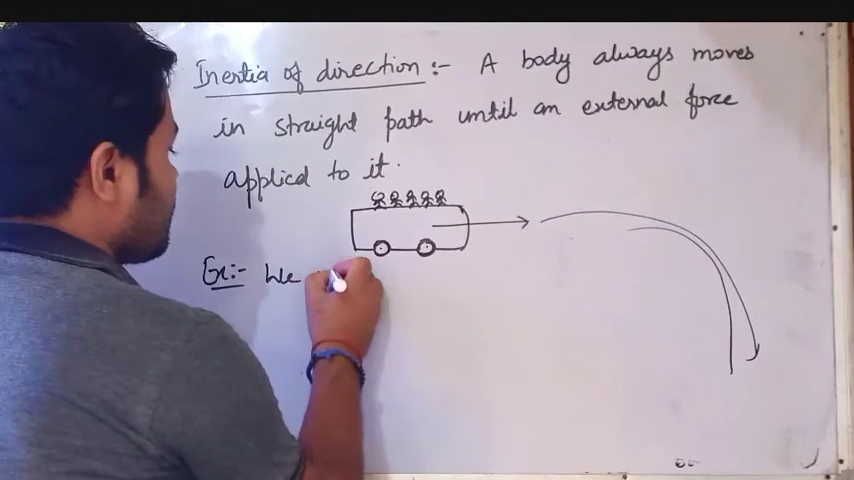 Inertia of direction :- A body always moves
in straight path until an external force
applied to it.
Ex:- We